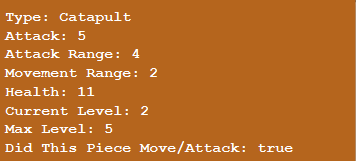 Type: Catapult
Attack: 5
Attack Range: 4
Movement Range: 2
Health: 11
Current Level: 2
Max Level: 5
Did This Piece Move/Attack: true